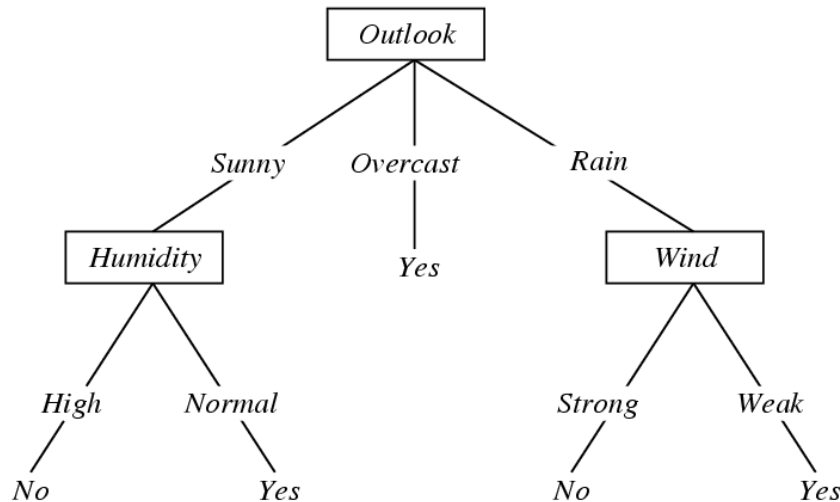 Outlook
Sunny Overcast Rain
Humidity Yes Wind
High Normal Strong Weak
No Yes No Yes